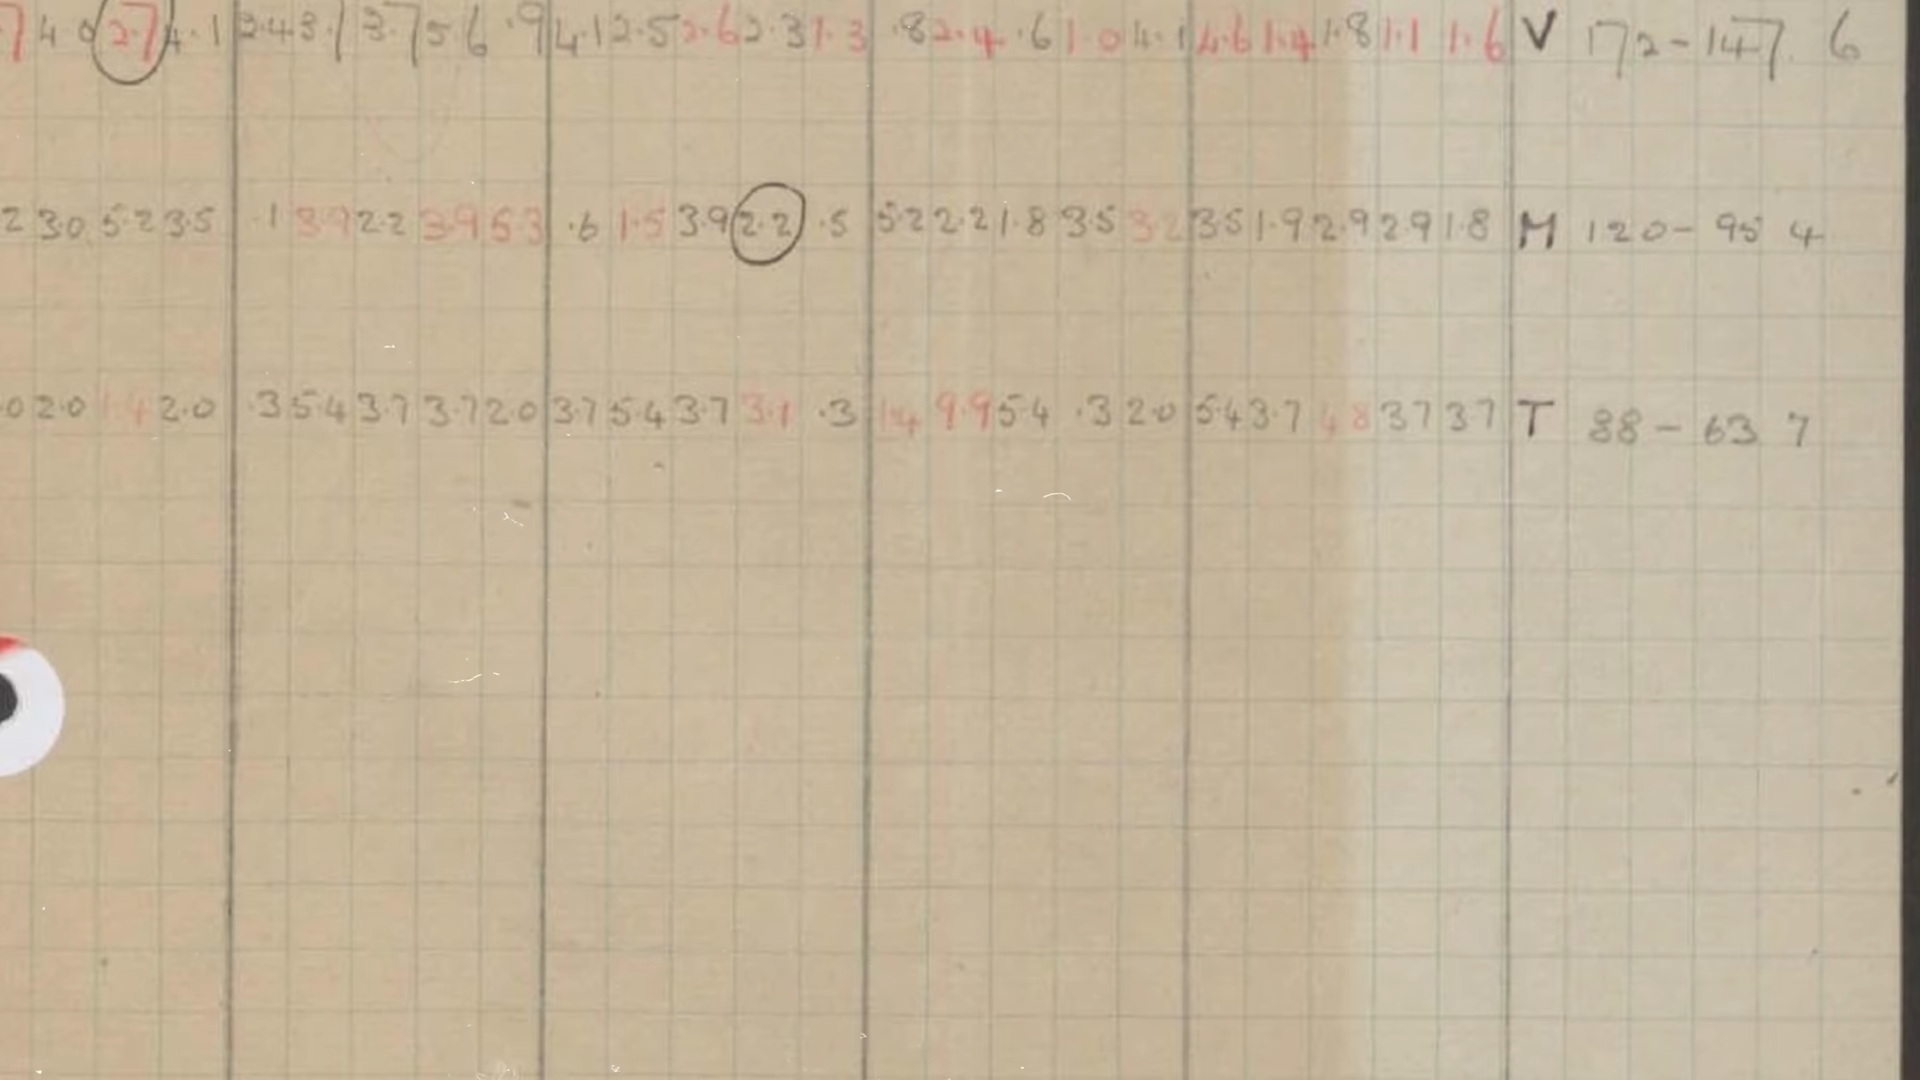 7 4 0 2.7 4.1 2.4 3.1 3.7 5 6 .9 4.1 2.5 2.6 2.3 1.3 .8 2.4 .6 1.0 4.1 4.6 1.4 1.8 1.1 1.6 V 172-147 6
2 30 5.2 3.5 .1 3.9 2.2 3.9 5.3 .6 1.5 3.9 2.2 .5 5.2 2.2 1.8 3.5 3.2 3.5 1.9 2.9 2.9 1.8 M 120-95 4
.0 2.0 1.4 2.0 .3 5.4 3.7 3.7 2.0 3.7 5.4 3.7 3.1 .3 1.4 9.9 5.4 .3 2.0 5.4 3.7 4.8 3.7 3.7 T 88-63 7